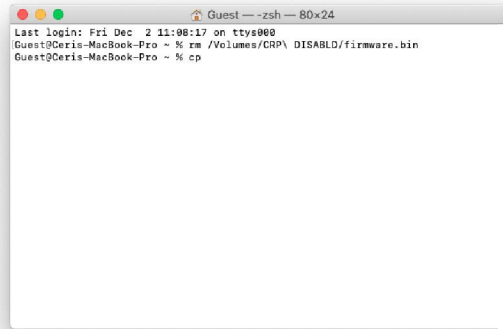 Guest — -zsh — 80×24
Last login: Fri Dec  2 11:08:17 on ttys000
[Guest@Ceris-MacBook-Pro ~ % rm /Volumes/CRP\ DISABLD/firmware.bin
Guest@Ceris-MacBook-Pro ~ % cp